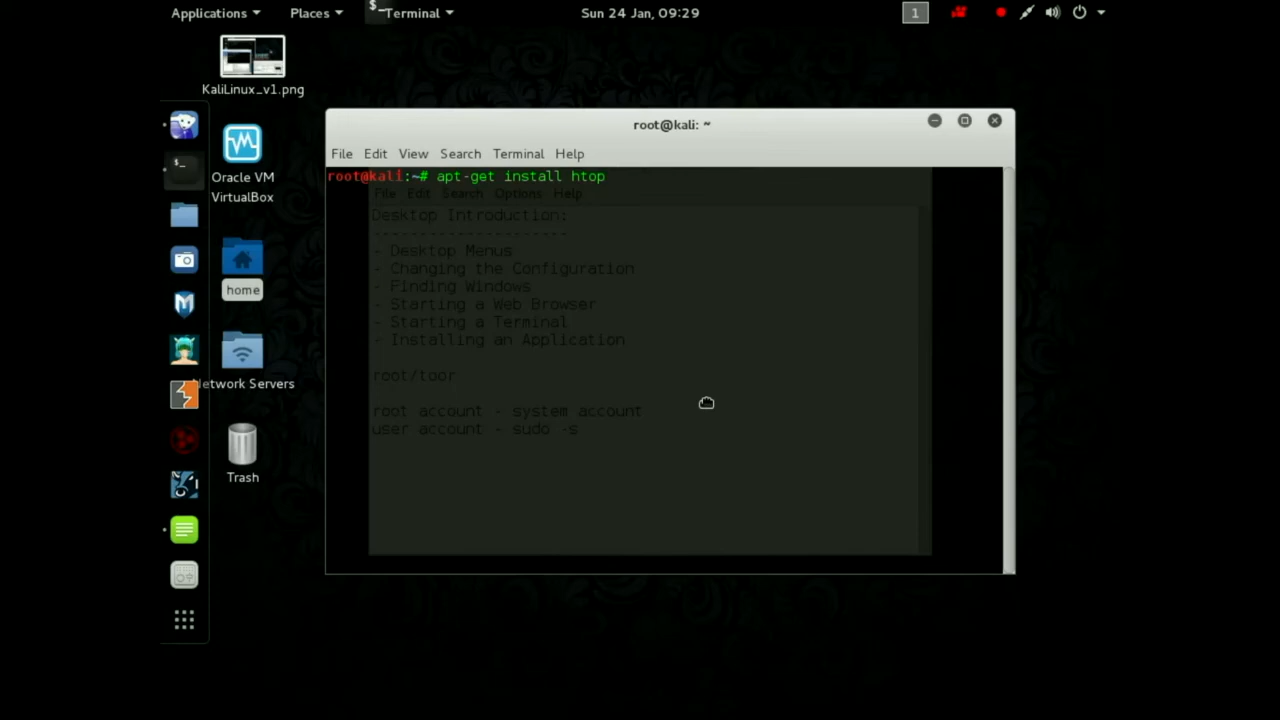 Applications Places Terminal Sun 24 Jan, 09:29 1
KaliLinux_v1.png
Oracle VM
VirtualBox
home
Network Servers
Trash
root@kali: ~
File Edit View Search Terminal Help
root@kali:~# apt-get install htop
File Edit Search Options Help
Desktop Introduction:
---------------------
- Desktop Menus
- Changing the Configuration
- Finding Windows
- Starting a Web Browser
- Starting a Terminal
- Installing an Application
root/toor
root account - system account
user account - sudo -s